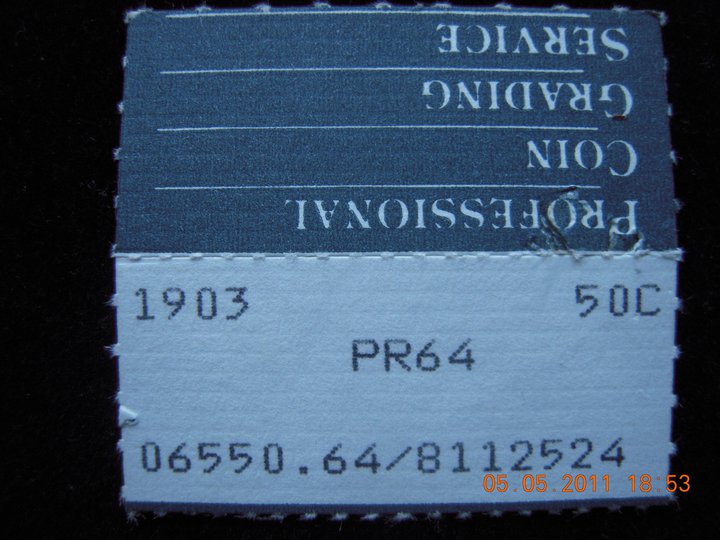 PROFESSIONAL
COIN
GRADING
SERVICE
1903 50C
PR64
06550.64/8112524
05.05.2011 18:53